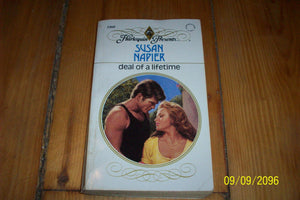 Harlequin Presents...
SUSAN
NAPIER
deal of a lifetime
09/09/2096